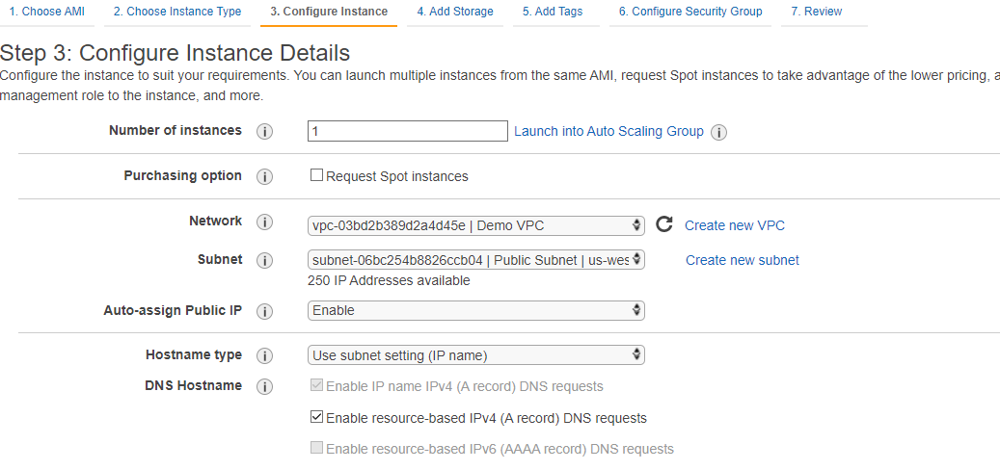 1. Choose AMI 2. Choose Instance Type 3. Configure Instance 4. Add Storage 5. Add Tags 6. Configure Security Group 7. Review
Step 3: Configure Instance Details
Configure the instance to suit your requirements. You can launch multiple instances from the same AMI, request Spot instances to take advantage of the lower pricing, a
management role to the instance, and more.
Number of instances i 1 Launch into Auto Scaling Group i
Purchasing option i Request Spot instances
Network i vpc-03bd2b389d2a4d45e | Demo VPC Create new VPC
Subnet i subnet-06bc254b8826ccb04 | Public Subnet | us-wes Create new subnet
250 IP Addresses available
Auto-assign Public IP i Enable
Hostname type i Use subnet setting (IP name)
DNS Hostname i Enable IP name IPv4 (A record) DNS requests
Enable resource-based IPv4 (A record) DNS requests
Enable resource-based IPv6 (AAAA record) DNS requests